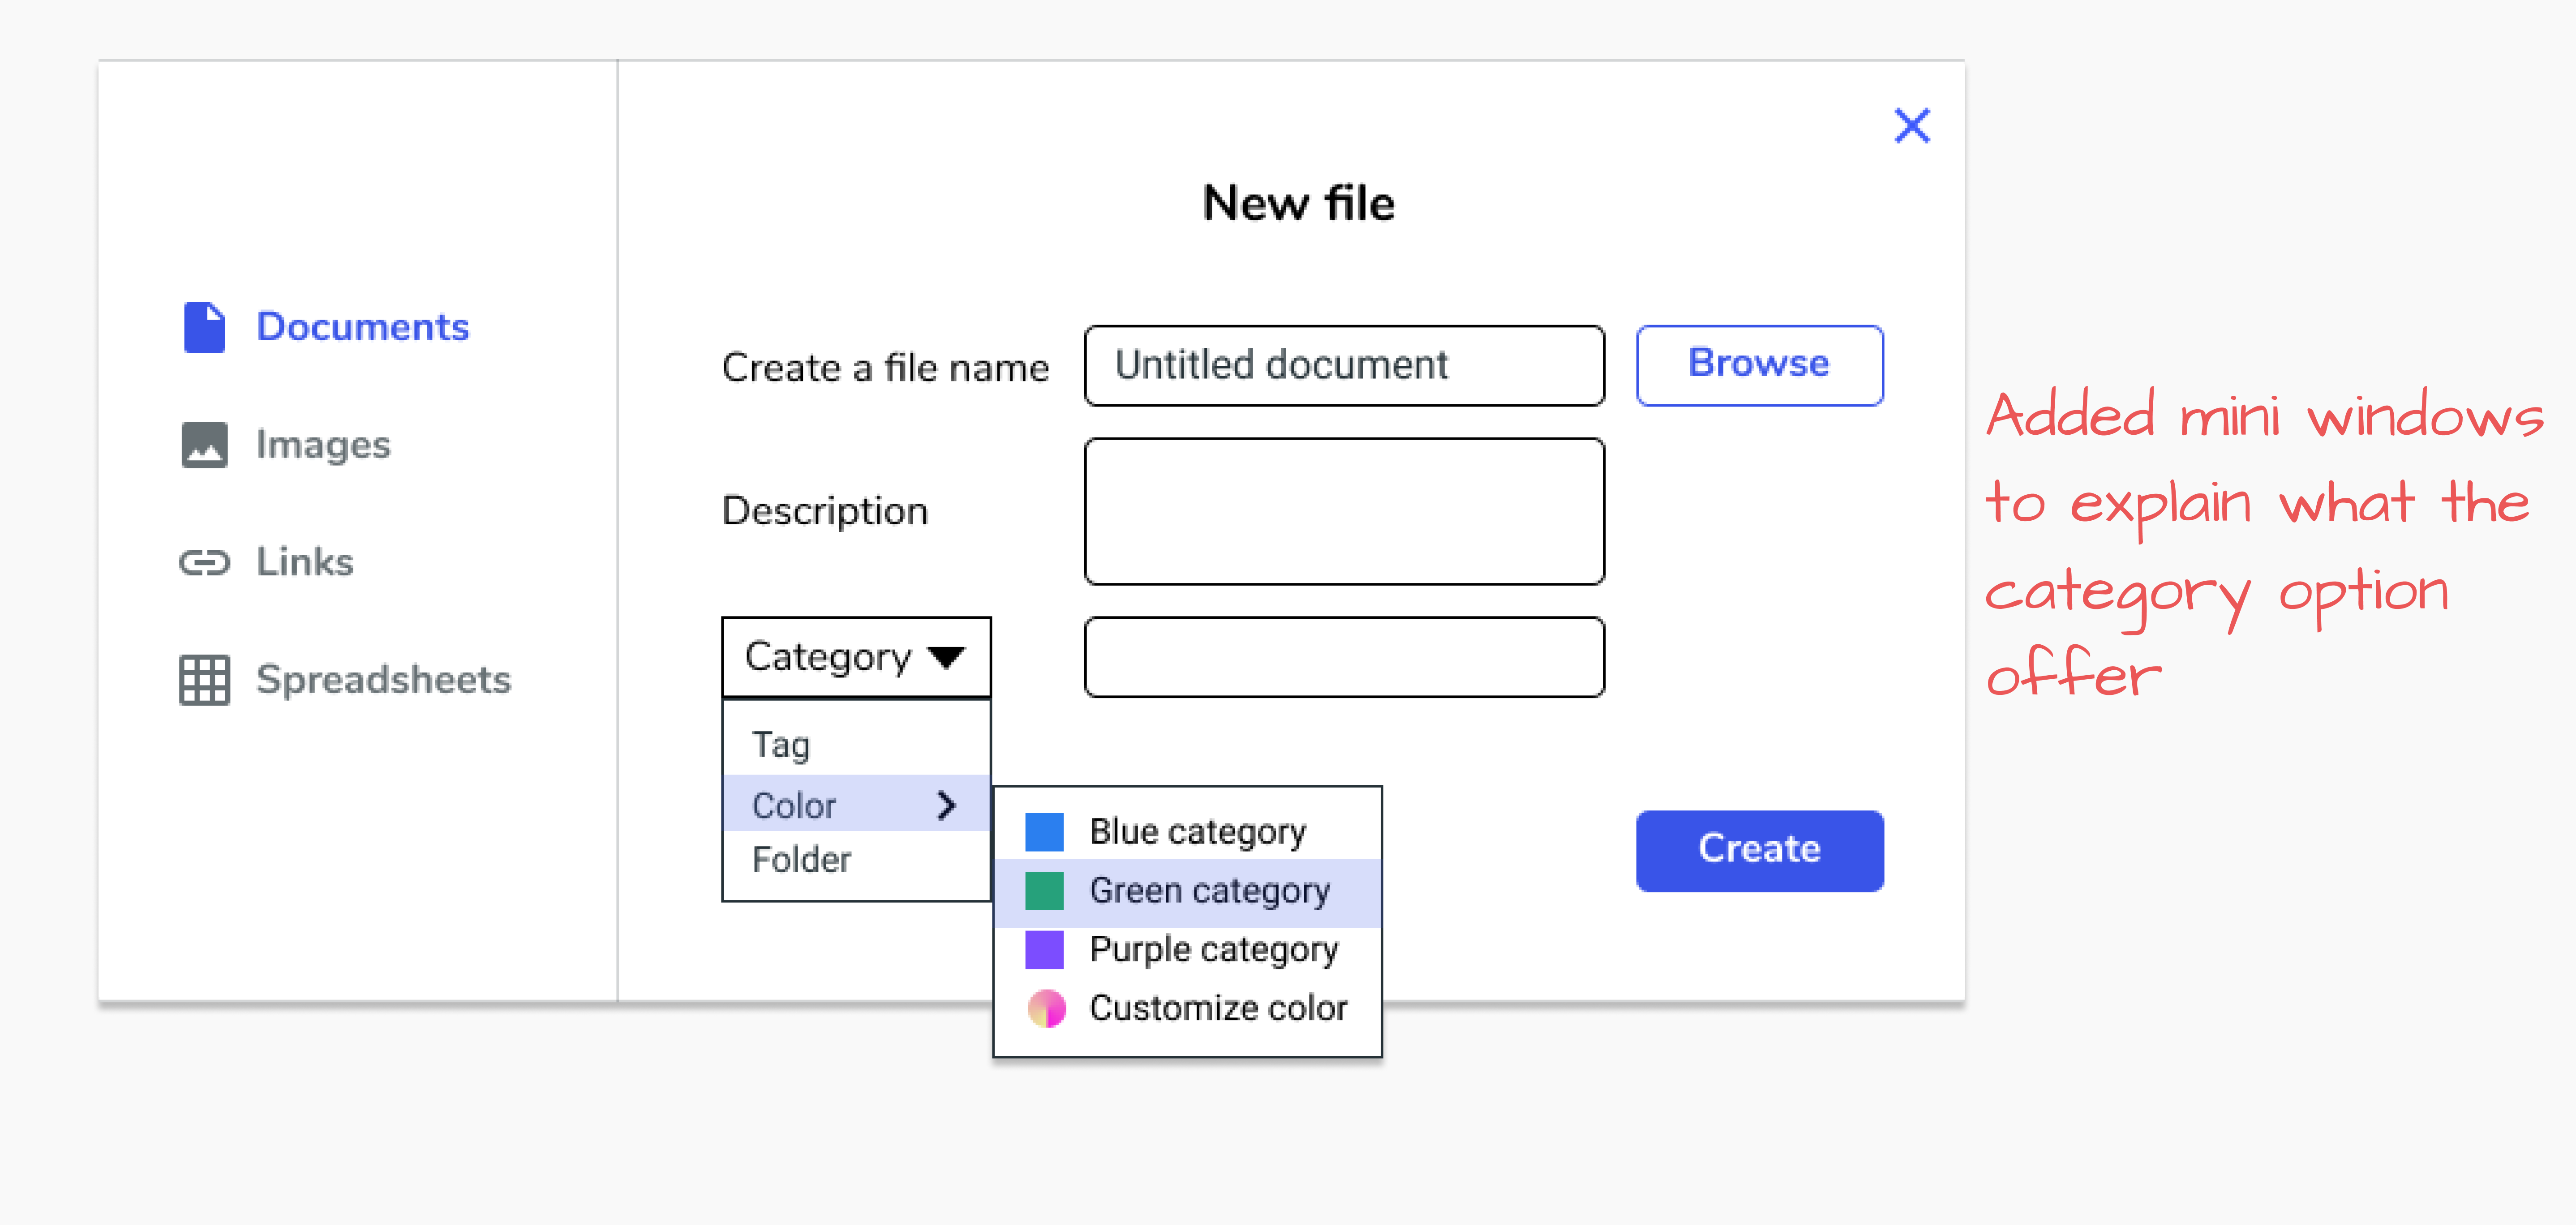 New file
Documents
Images
Links
Spreadsheets
Create a file name
Untitled document
Browse
Description
Category
Tag
Color
Folder
Blue category
Green category
Purple category
Customize color
Create
Added mini windows
to explain what the
category option
offer